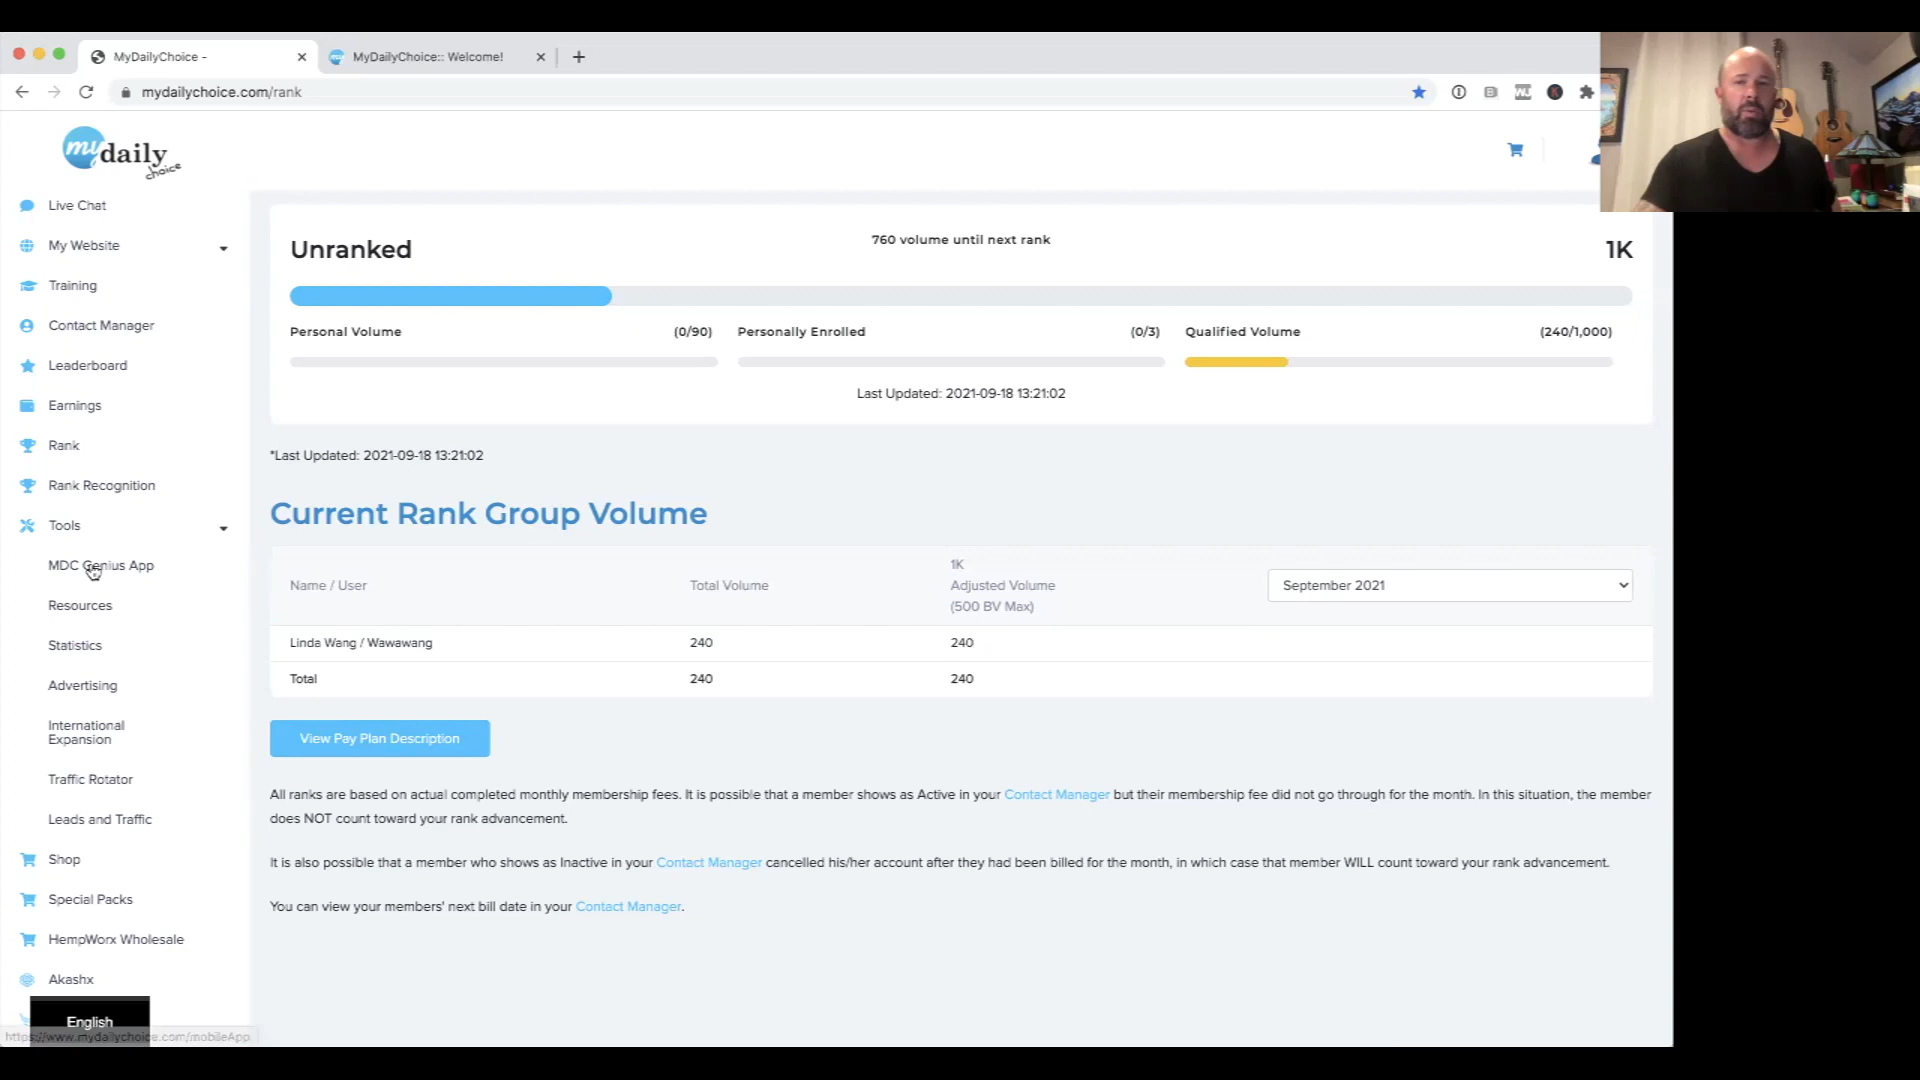 MyDailyChoice -
MyDailyChoice:: Welcome!
mydailychoice.com/rank
my daily choice
Live Chat
My Website
Training
Contact Manager
Leaderboard
Earnings
Rank
Rank Recognition
Tools
MDC Genius App
Resources
Statistics
Advertising
International
Expansion
Traffic Rotator
Leads and Traffic
Shop
Special Packs
HempWorx Wholesale
Akashx
English
https://www.mydailychoice.com/mobileApp
Unranked
760 volume until next rank
1K
Personal Volume (0/90)
Personally Enrolled (0/3)
Qualified Volume (240/1,000)
Last Updated: 2021-09-18 13:21:02
*Last Updated: 2021-09-18 13:21:02
Current Rank Group Volume
Name / User
Total Volume
1K
Adjusted Volume
(500 BV Max)
September 2021
Linda Wang / Wawawang 240 240
Total 240 240
View Pay Plan Description
All ranks are based on actual completed monthly membership fees. It is possible that a member shows as Active in your Contact Manager but their membership fee did not go through for the month. In this situation, the member
does NOT count toward your rank advancement.
It is also possible that a member who shows as Inactive in your Contact Manager cancelled his/her account after they had been billed for the month, in which case that member WILL count toward your rank advancement.
You can view your members' next bill date in your Contact Manager.